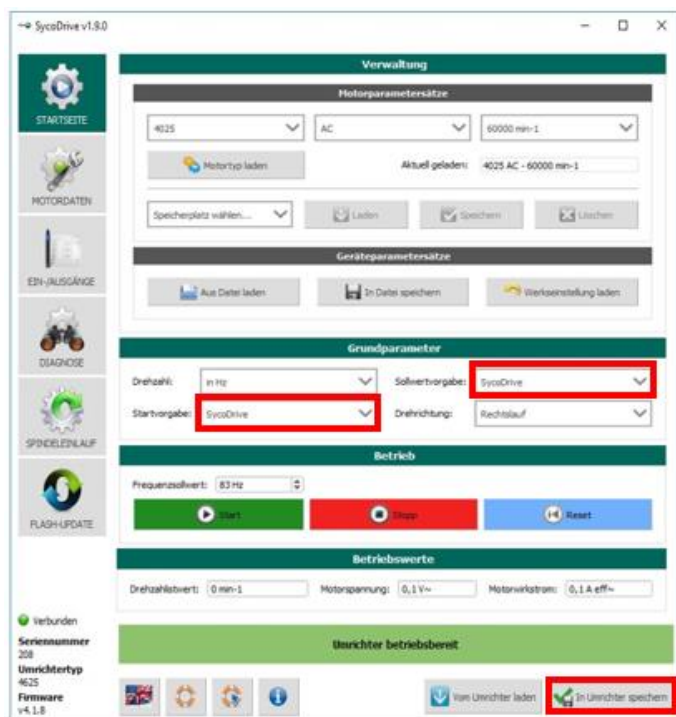 SycoDrive v1.9.0
Verwaltung
STARTSEITE
Motorparametersätze
4025 AC 60000 min-1
Motortyp laden Aktuell geladen: 4025 AC - 60000 min-1
MOTORDATEN
Speicherplatz wählen... Laden Speichern Löschen
Geräteparametersätze
EIN-/AUSGÄNGE
Aus Datei laden In Datei speichern Werkseinstellung laden
DIAGNOSE
Grundparameter
Drehzahl: in Hz Sollwertvorgabe: SycoDrive
Startvorgabe: SycoDrive Drehrichtung: Rechtslauf
SPINDELEINLAUF
Betrieb
Frequenzsollwert: 83 Hz
Start Stopp Reset
FLASH-UPDATE
Betriebswerte
Drehzahlistwert: 0 min-1 Motorspannung: 0,1 V~ Motorwirkstrom: 0,1 A eff~
Verbunden
Seriennummer
208
Umrichter betriebsbereit
Umrichtertyp
4625
Firmware
v4.1.8
Vom Umrichter laden In Umrichter speichern